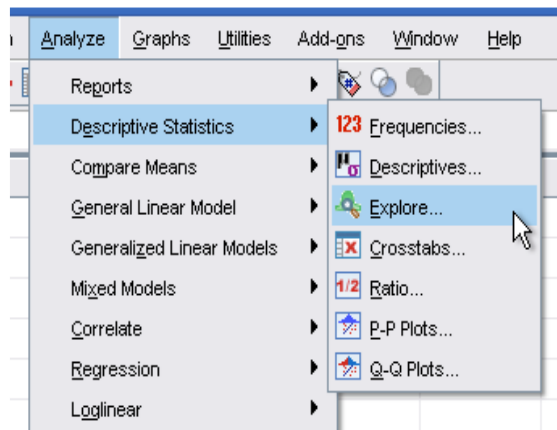 Analyze Graphs Utilities Add-ons Window Help
Reports
Descriptive Statistics
Compare Means
General Linear Model
Generalized Linear Models
Mixed Models
Correlate
Regression
Loglinear
123 Frequencies...
μσ Descriptives...
Explore...
Crosstabs...
1/2 Ratio...
P-P Plots...
Q-Q Plots...